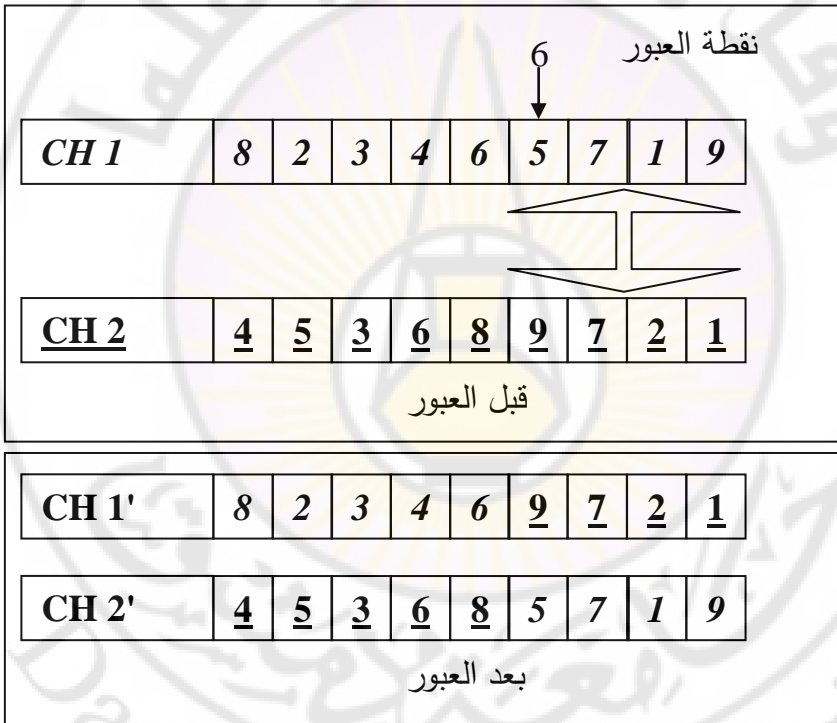 نقطة العبور
6
CH 1 8 2 3 4 6 5 7 1 9
CH 2 4 5 3 6 8 9 7 2 1
قبل العبور
CH 1' 8 2 3 4 6 9 7 2 1
CH 2' 4 5 3 6 8 5 7 1 9
بعد العبور